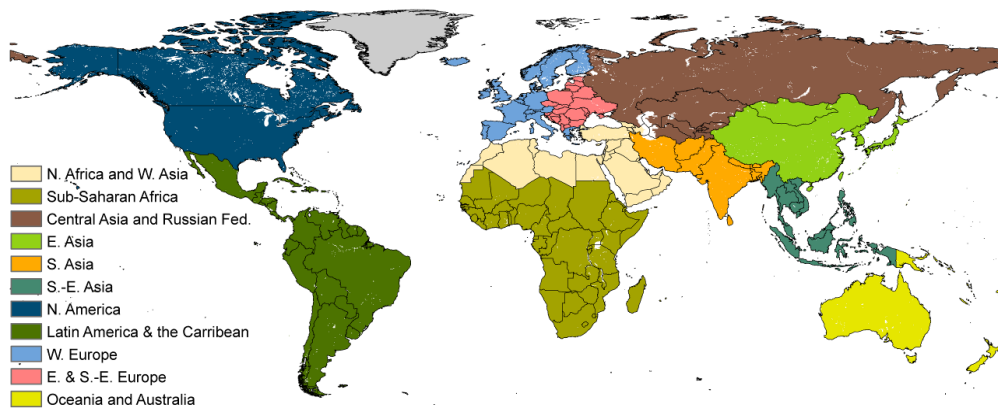 N. Africa and W. Asia
Sub-Saharan Africa
Central Asia and Russian Fed.
E. Asia
S. Asia
S.-E. Asia
N. America
Latin America & the Carribean
W. Europe
E. & S.-E. Europe
Oceania and Australia